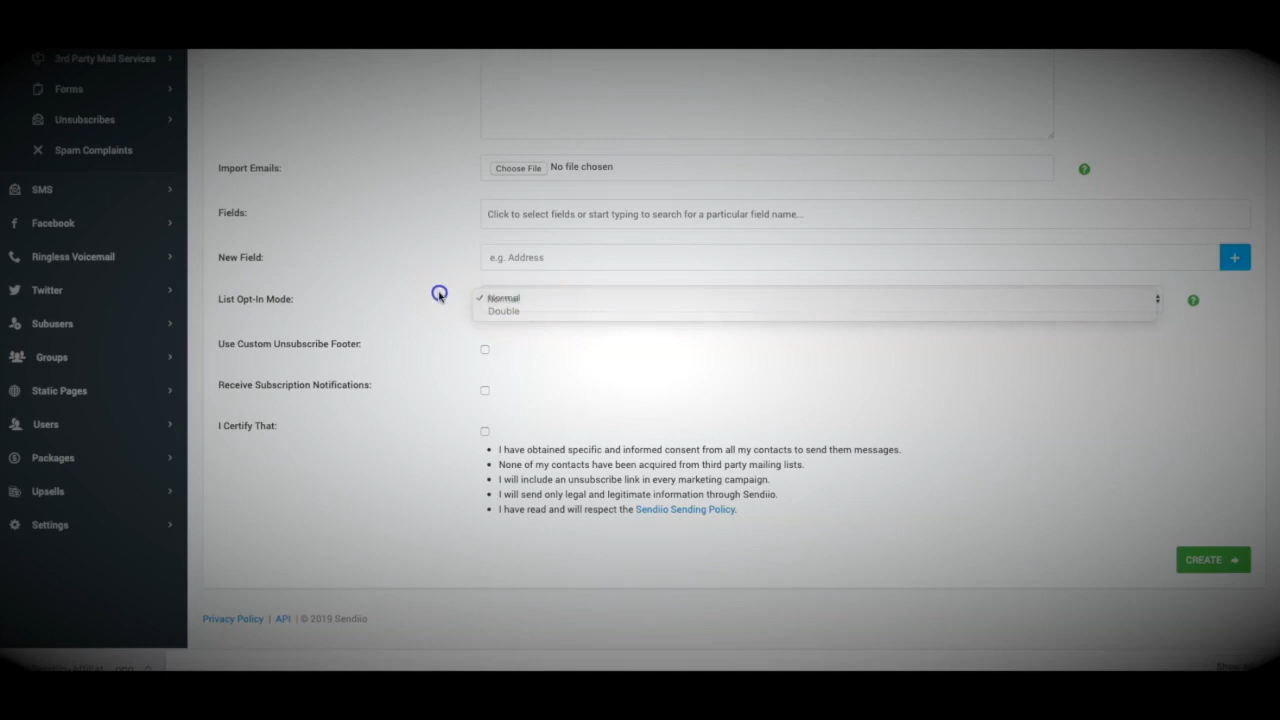 3rd Party Mail Services
Forms
Unsubscribes
Spam Complaints
SMS
Facebook
Ringless Voicemail
Twitter
Subusers
Groups
Static Pages
Users
Packages
Upsells
Settings
Import Emails:
Choose File No file chosen
Fields:
Click to select fields or start typing to search for a particular field name...
New Field:
e.g. Address
List Opt-In Mode:
Normal
Double
Use Custom Unsubscribe Footer:
Receive Subscription Notifications:
I Certify That:
I have obtained specific and informed consent from all my contacts to send them messages.
None of my contacts have been acquired from third party mailing lists.
I will include an unsubscribe link in every marketing campaign.
I will send only legal and legitimate information through Sendiio.
I have read and will respect the Sendiio Sending Policy.
CREATE
Privacy Policy | API | © 2019 Sendiio